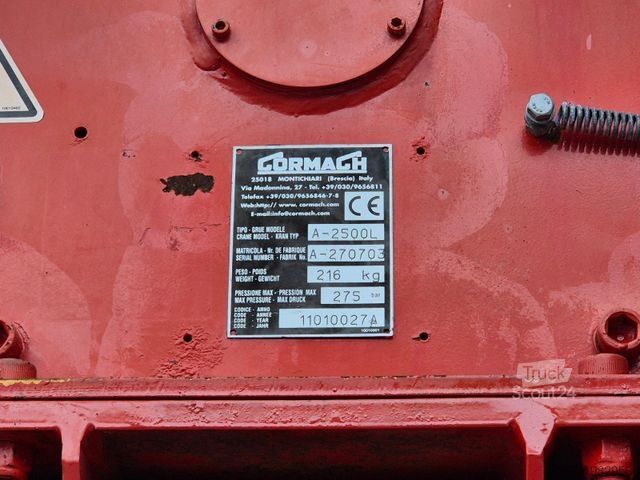 CORMACH
25018 MONTICHIARI (Brescia) Italy
Via Madonnina, 27 - Tel. +39/030/9656811
Telefax +39/030/9656846-7-8
Web:http// www.cormach.com
E-mail:info@cormach.com
CE
TIPO - GRUE MODELE
CRANE MODEL - KRAN TYP
A-2500L
MATRICOLA - Nr. DE FABRIQUE
SERIAL NUMBER - FABRIK No.
A-270703
PESO - POIDS
WEIGHT - GEWICHT
216 kg
PRESSIONE MAX - PRESSION MAX
MAX PRESSURE - MAX DRUCK
275 bar
CODICE - ANNO
CODE - ANNEE
CODE - YEAR
CODE - JAHR
11010027A
Truck
Scout24